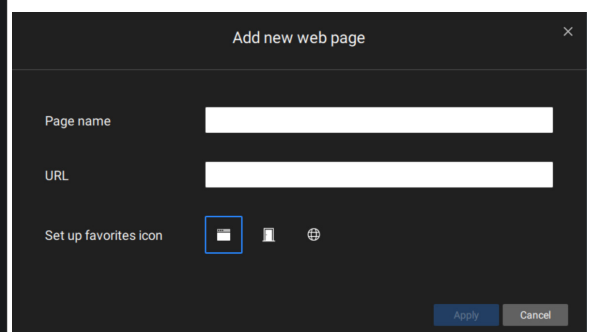 Add new web page
Page name
URL
Set up favorites icon
Apply
Cancel